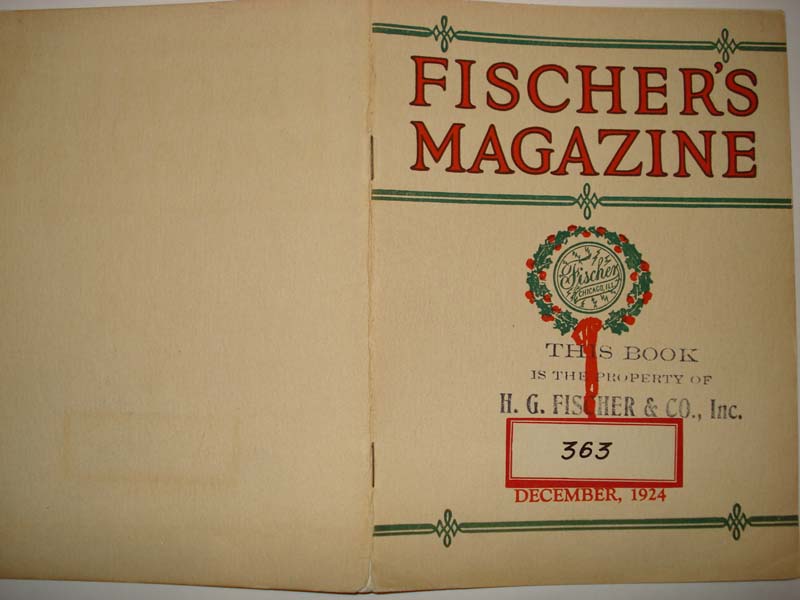 FISCHER'S
MAGAZINE
Fischer
CHICAGO, ILL.
THIS BOOK
IS THE PROPERTY OF
H. G. FISCHER & CO., Inc.
363
DECEMBER, 1924